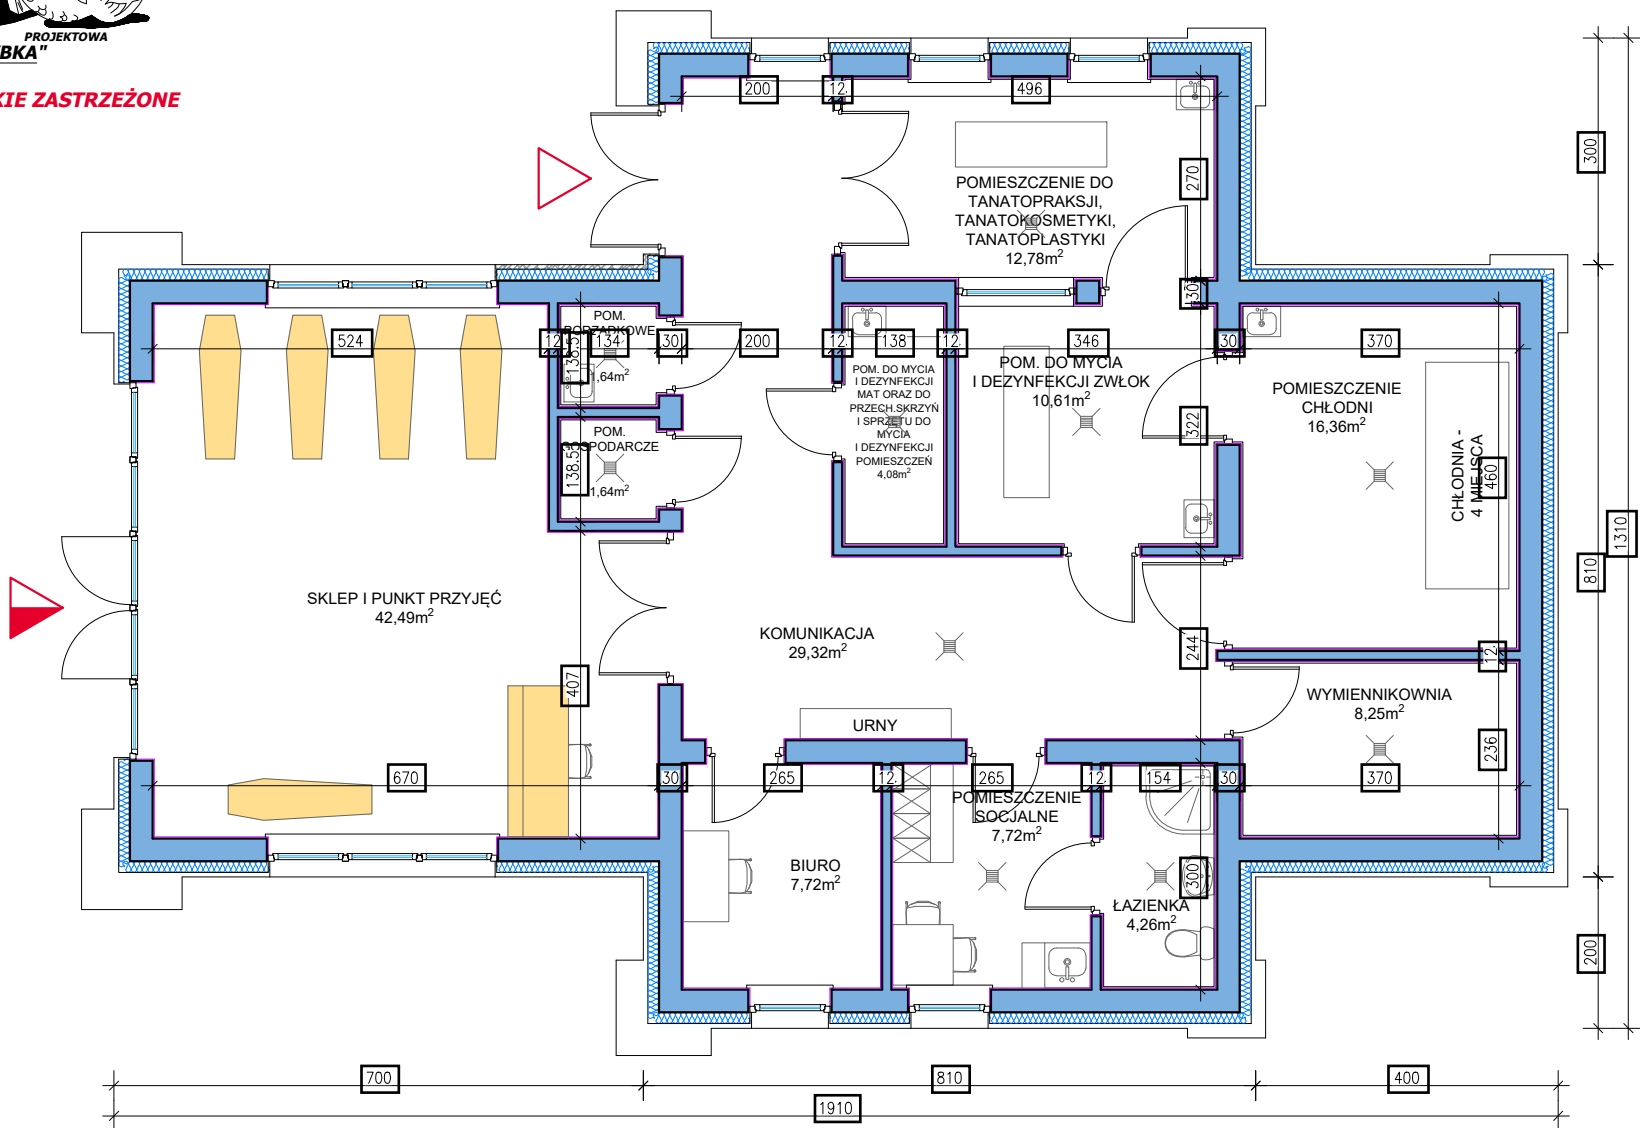 PROJEKTOWA
BKA"
KIE ZASTRZEŻONE
200
12
496
300
270
POMIESZCZENIE DO
TANATOPRAKSJI,
TANATOKOSMETYKI,
TANATOPLASTYKI
12,78m²
30
POM.
PORZĄDKOWE
1,64m²
138.5
524
12
134
30
200
12
138
12
346
30
370
POM. DO MYCIA
I DEZYNFEKCJI
MAT ORAZ DO
PRZECH.SKRZYŃ
I SPRZĘTU DO
MYCIA
I DEZYNFEKCJI
POMIESZCZEŃ
4,08m²
POM. DO MYCIA
I DEZYNFEKCJI ZWŁOK
10,61m²
322
POMIESZCZENIE
CHŁODNI
16,36m²
CHŁODNIA -
4 MIEJSCA
460
POM.
GOSPODARCZE
1,64m²
138.5
1310
810
SKLEP I PUNKT PRZYJĘĆ
42,49m²
KOMUNIKACJA
29,32m²
244
12
407
WYMIENNIKOWNIA
8,25m²
URNY
236
670
30
265
12
265
12
154
30
370
POMIESZCZENIE
SOCJALNE
7,72m²
BIURO
7,72m²
300
ŁAZIENKA
4,26m²
200
700
810
400
1910